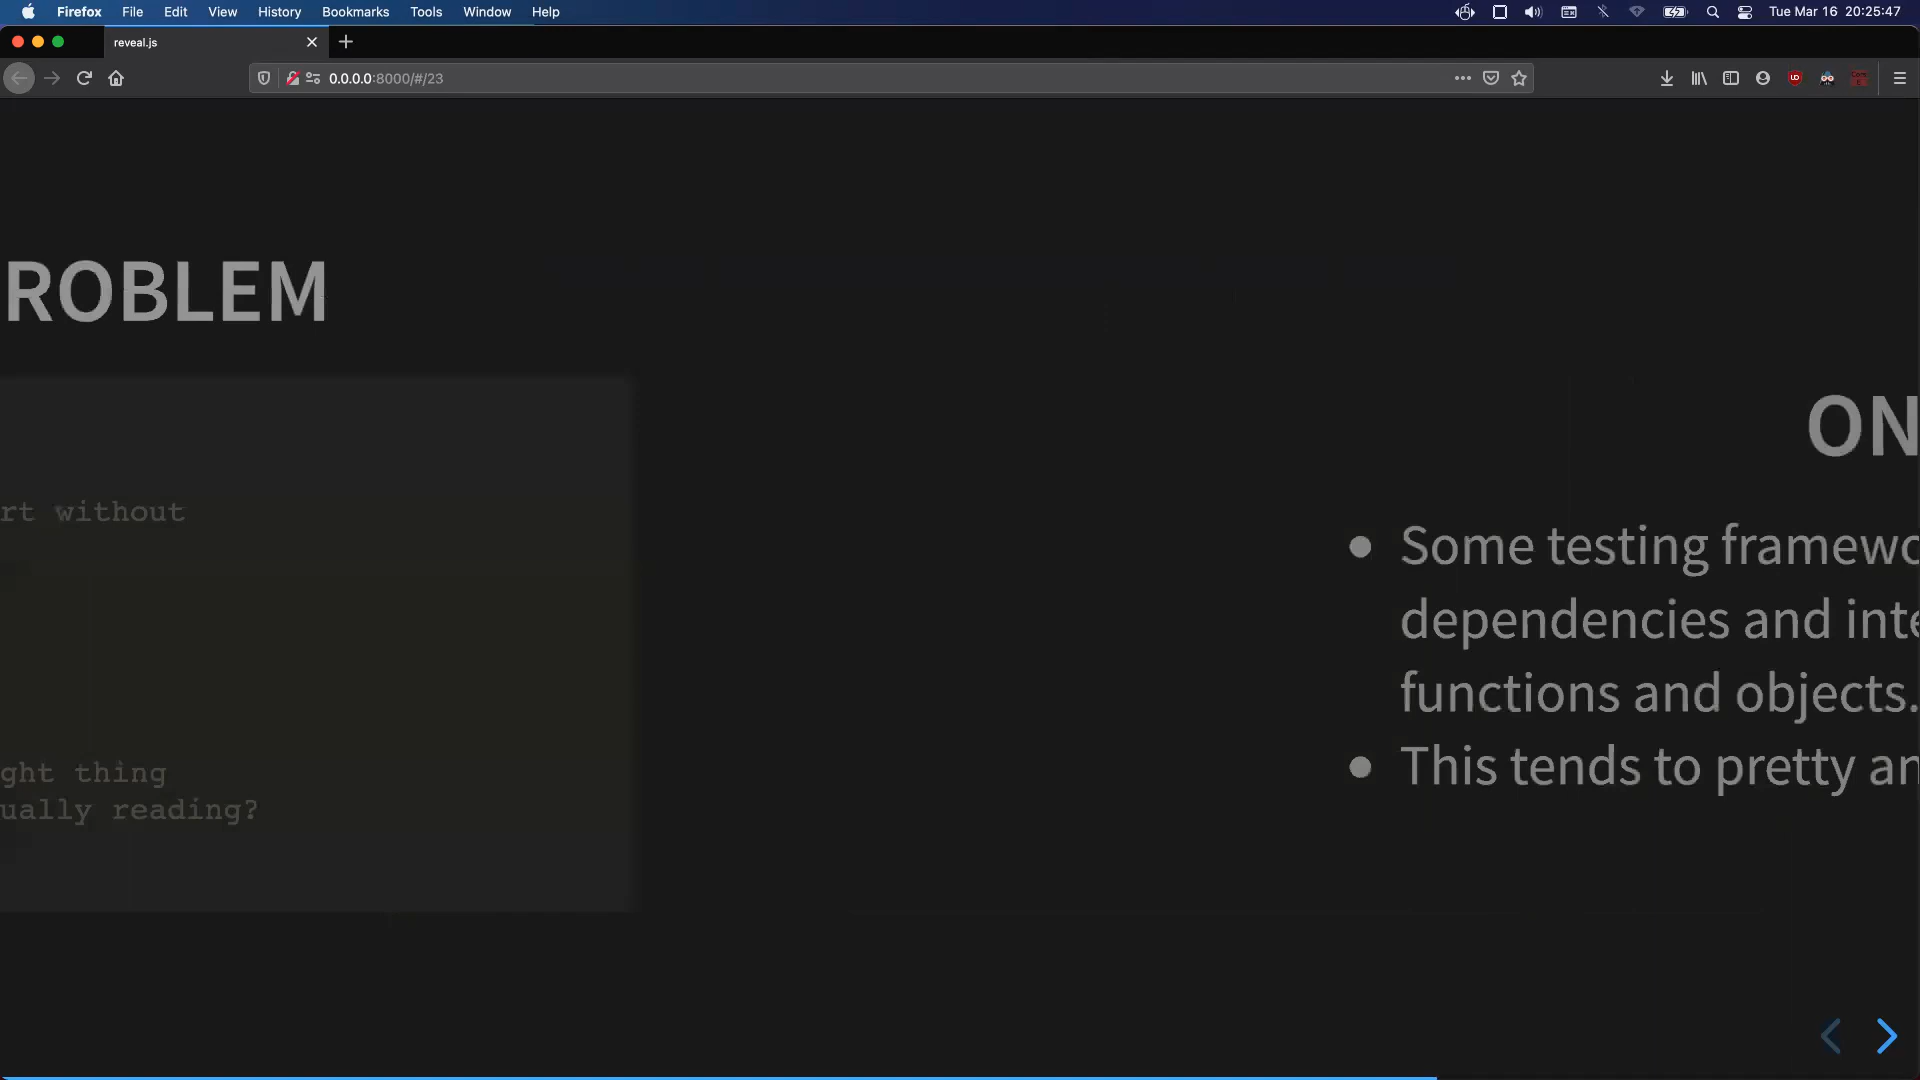 Firefox File Edit View History Bookmarks Tools Window Help Tue Mar 16 20:25:47
reveal.js
0.0.0.0:8000/#/23
ROBLEM
rt without
ght thing
ually reading?
ON
Some testing framewo
dependencies and inte
functions and objects.
This tends to pretty an